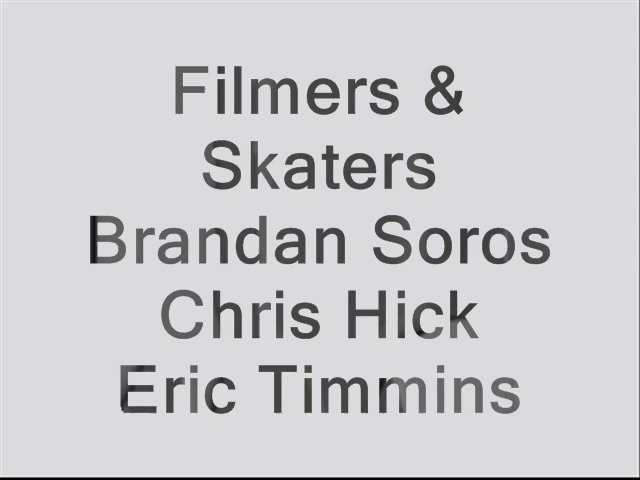 Filmers &
Skaters
Brandan Soros
Chris Hick
Eric Timmins